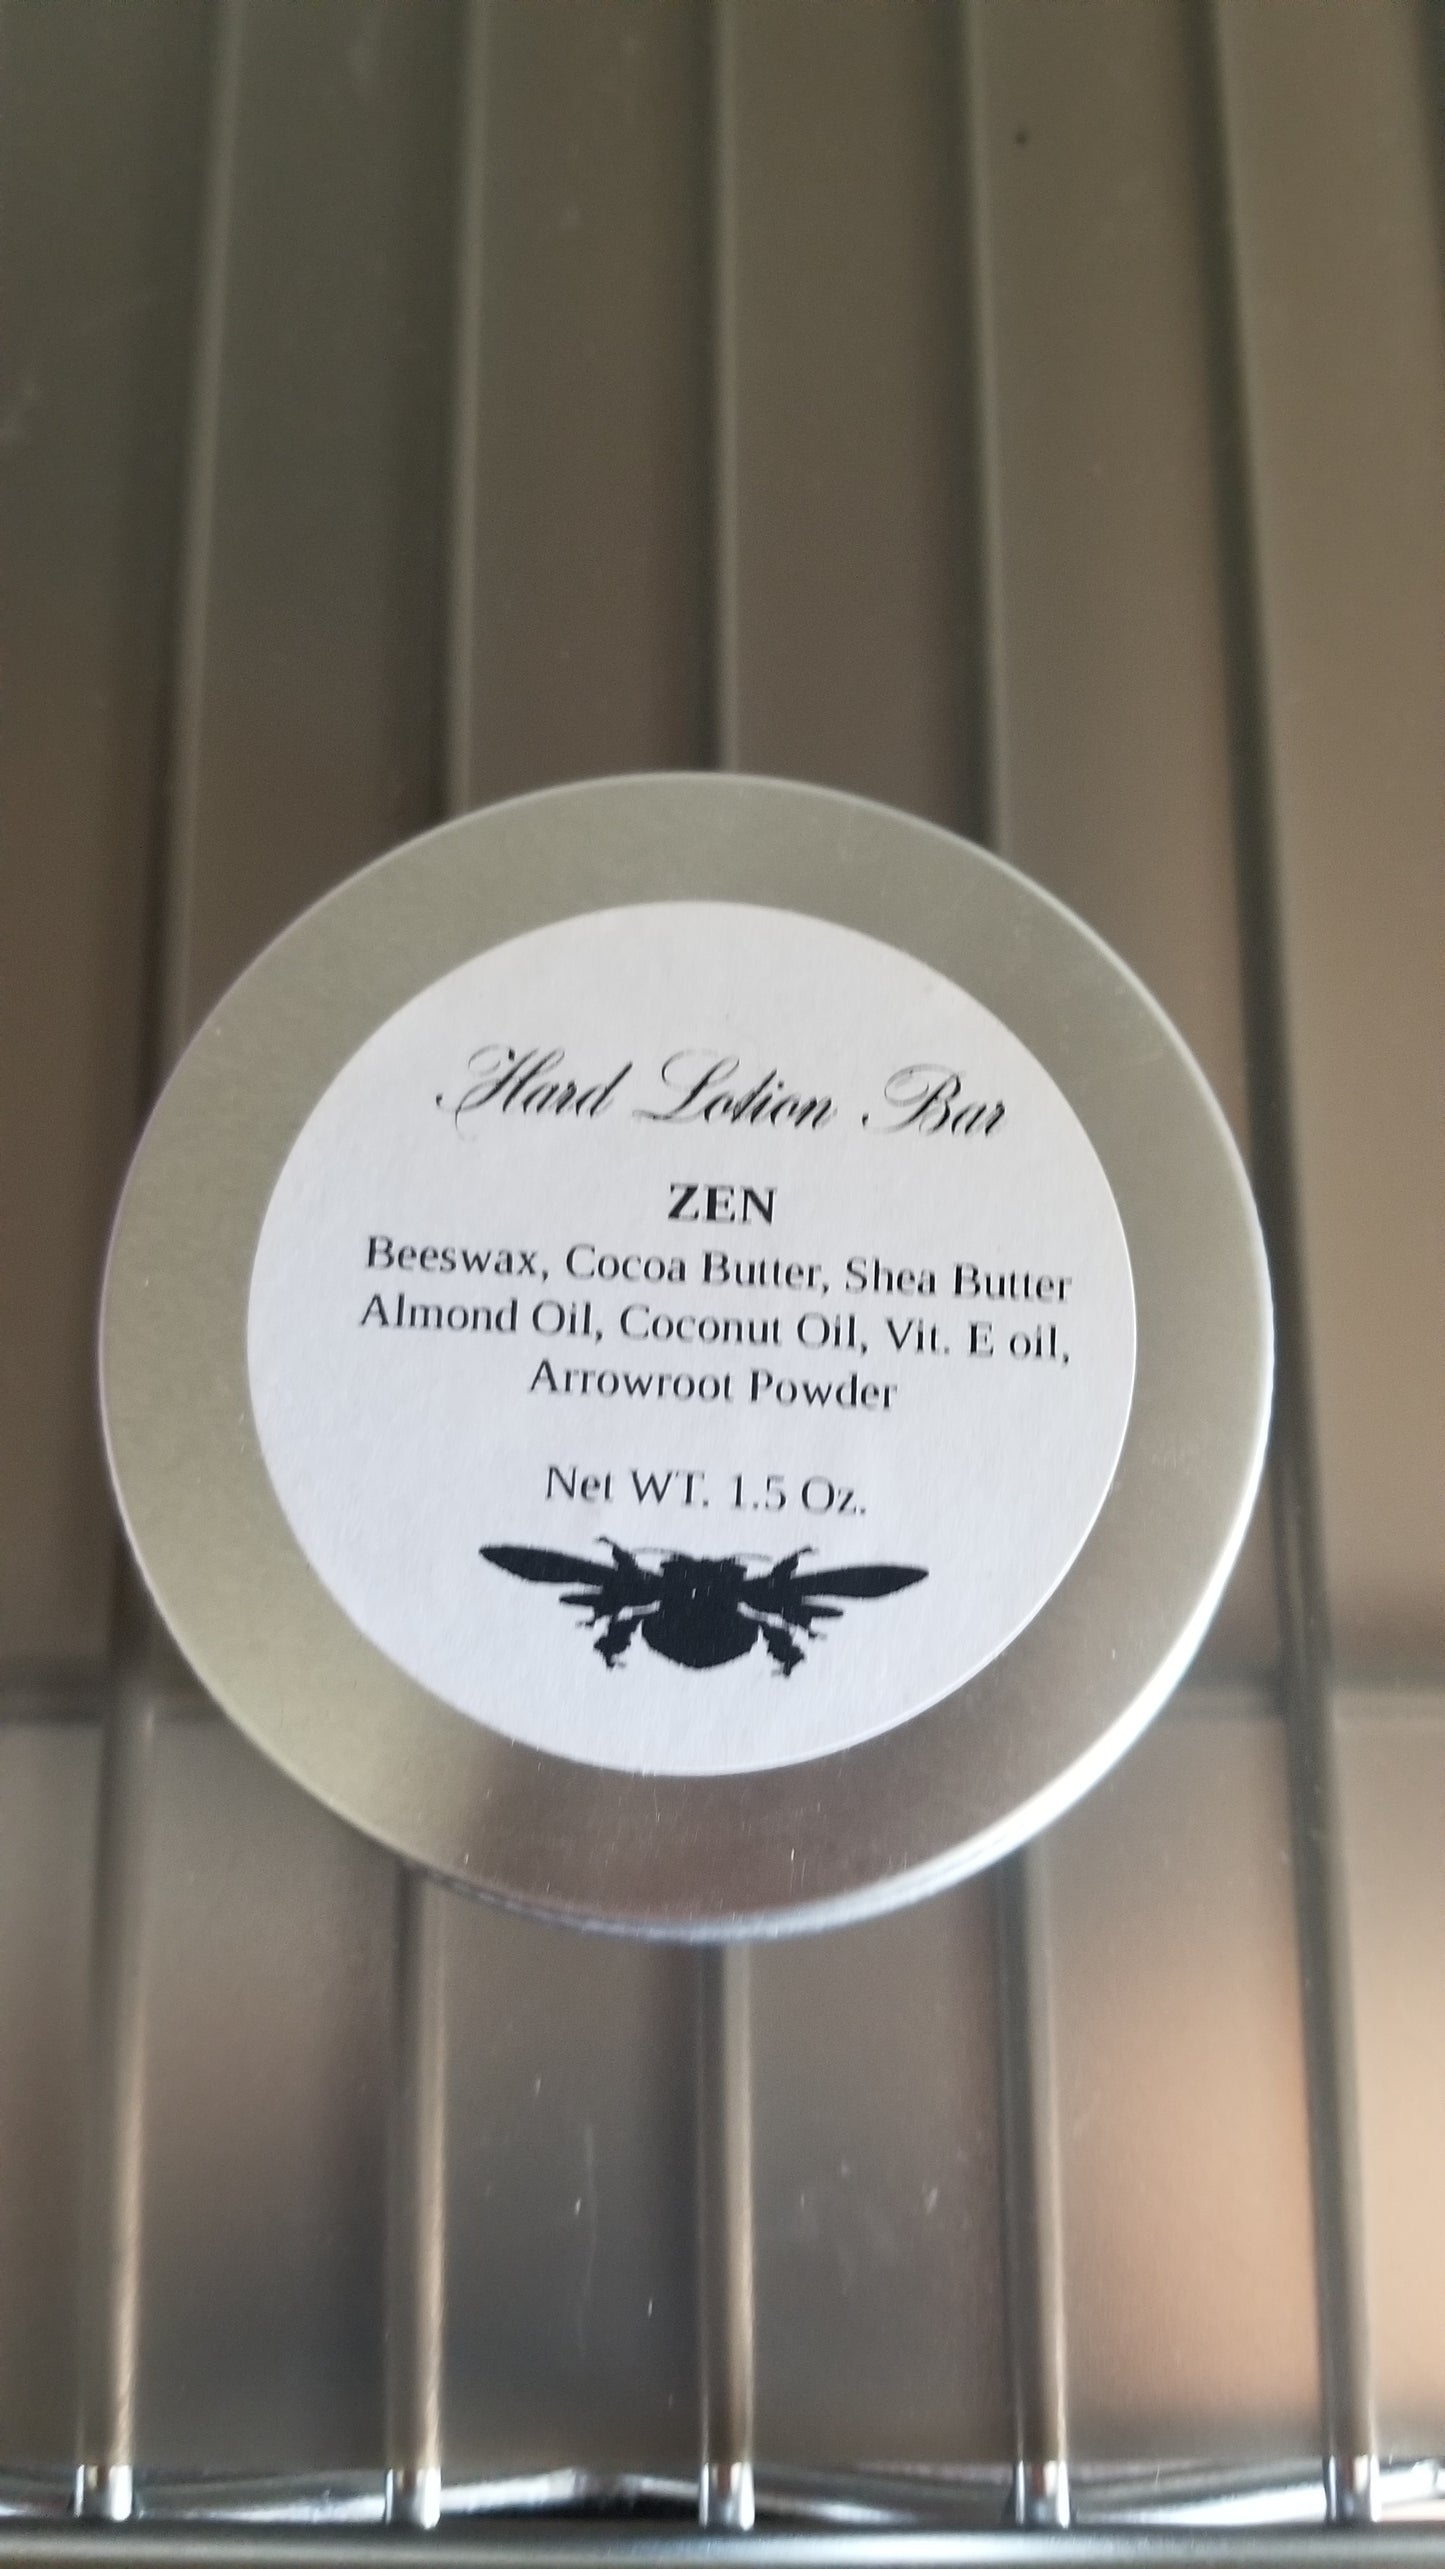 Hard Lotion Bar
ZEN
Beeswax, Cocoa Butter, Shea Butter
Almond Oil, Coconut Oil, Vit. E oil,
Arrowroot Powder
Net WT. 1.5 Oz.